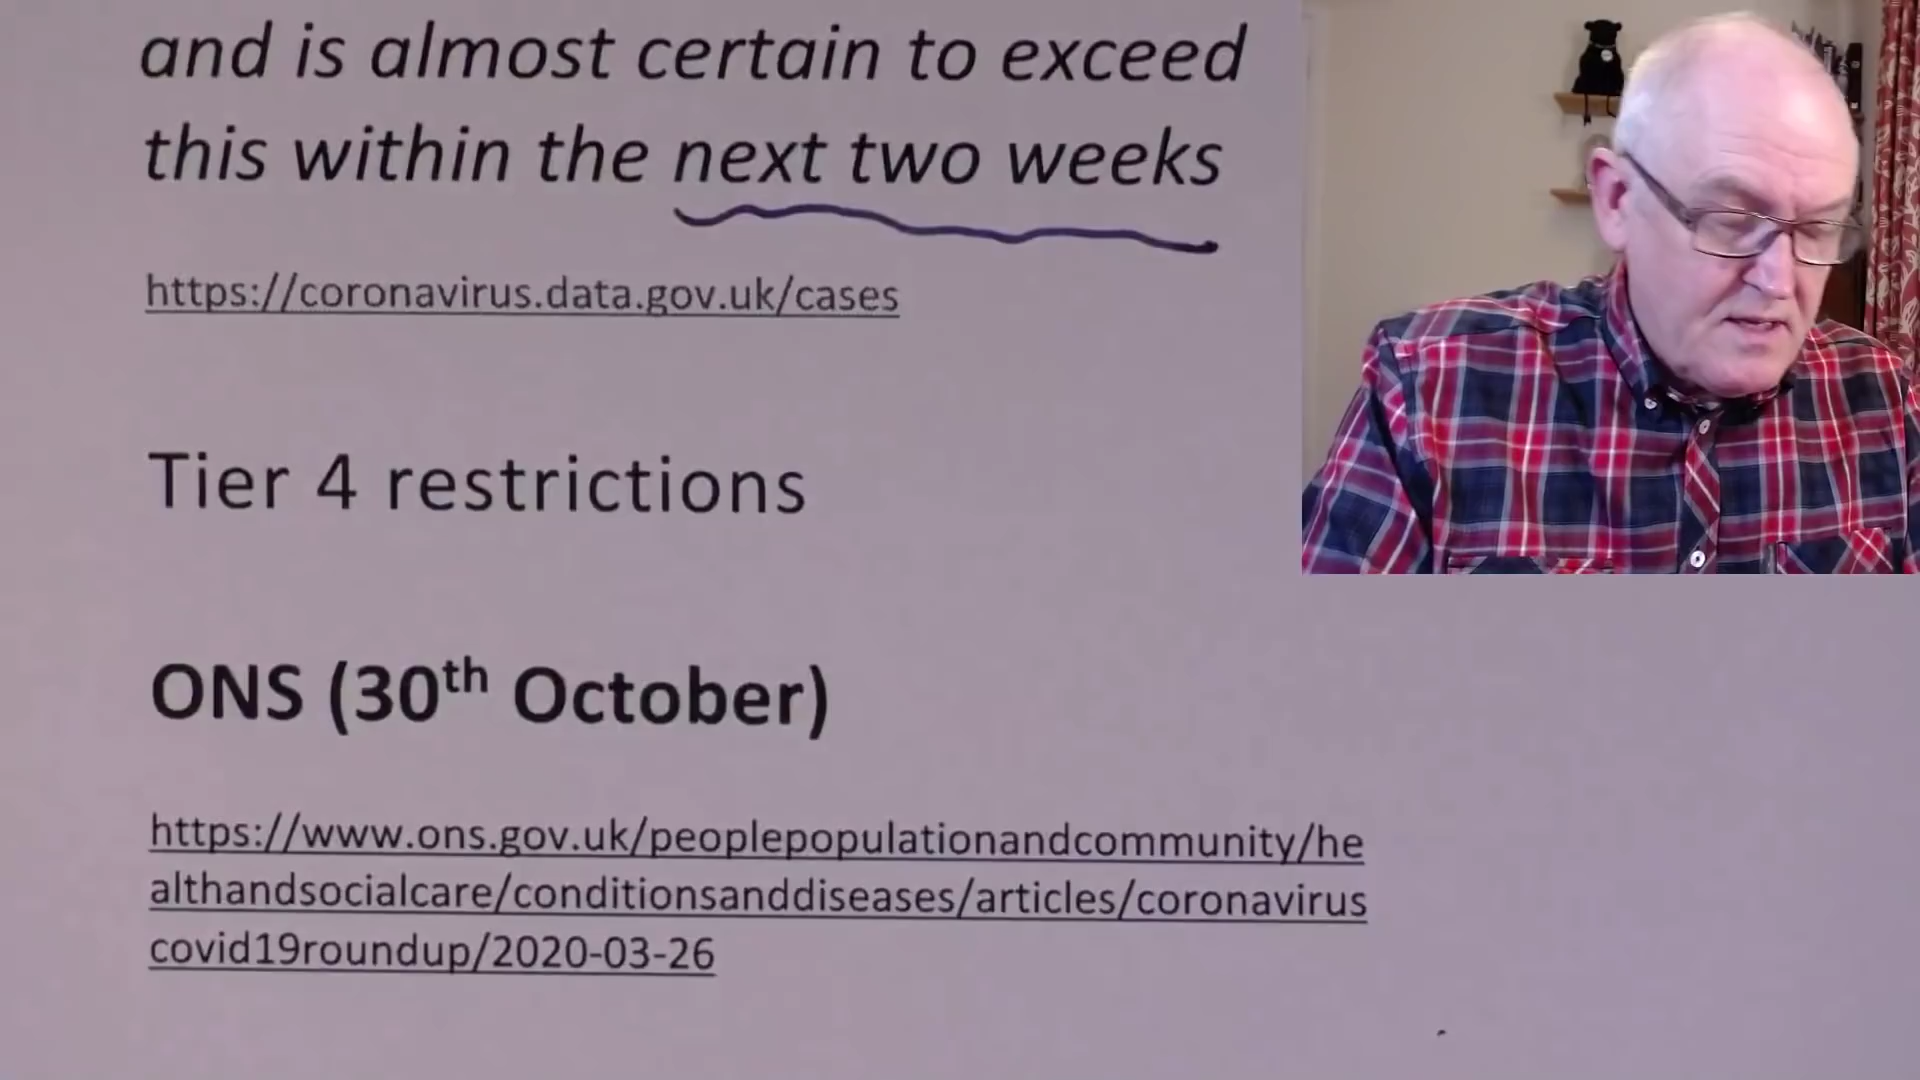 and is almost certain to exceed
this within the next two weeks
https://coronavirus.data.gov.uk/cases
Tier 4 restrictions
ONS (30th October)
https://www.ons.gov.uk/peoplepopulationandcommunity/he
althandsocialcare/conditionsanddiseases/articles/coronavirus
covid19roundup/2020-03-26